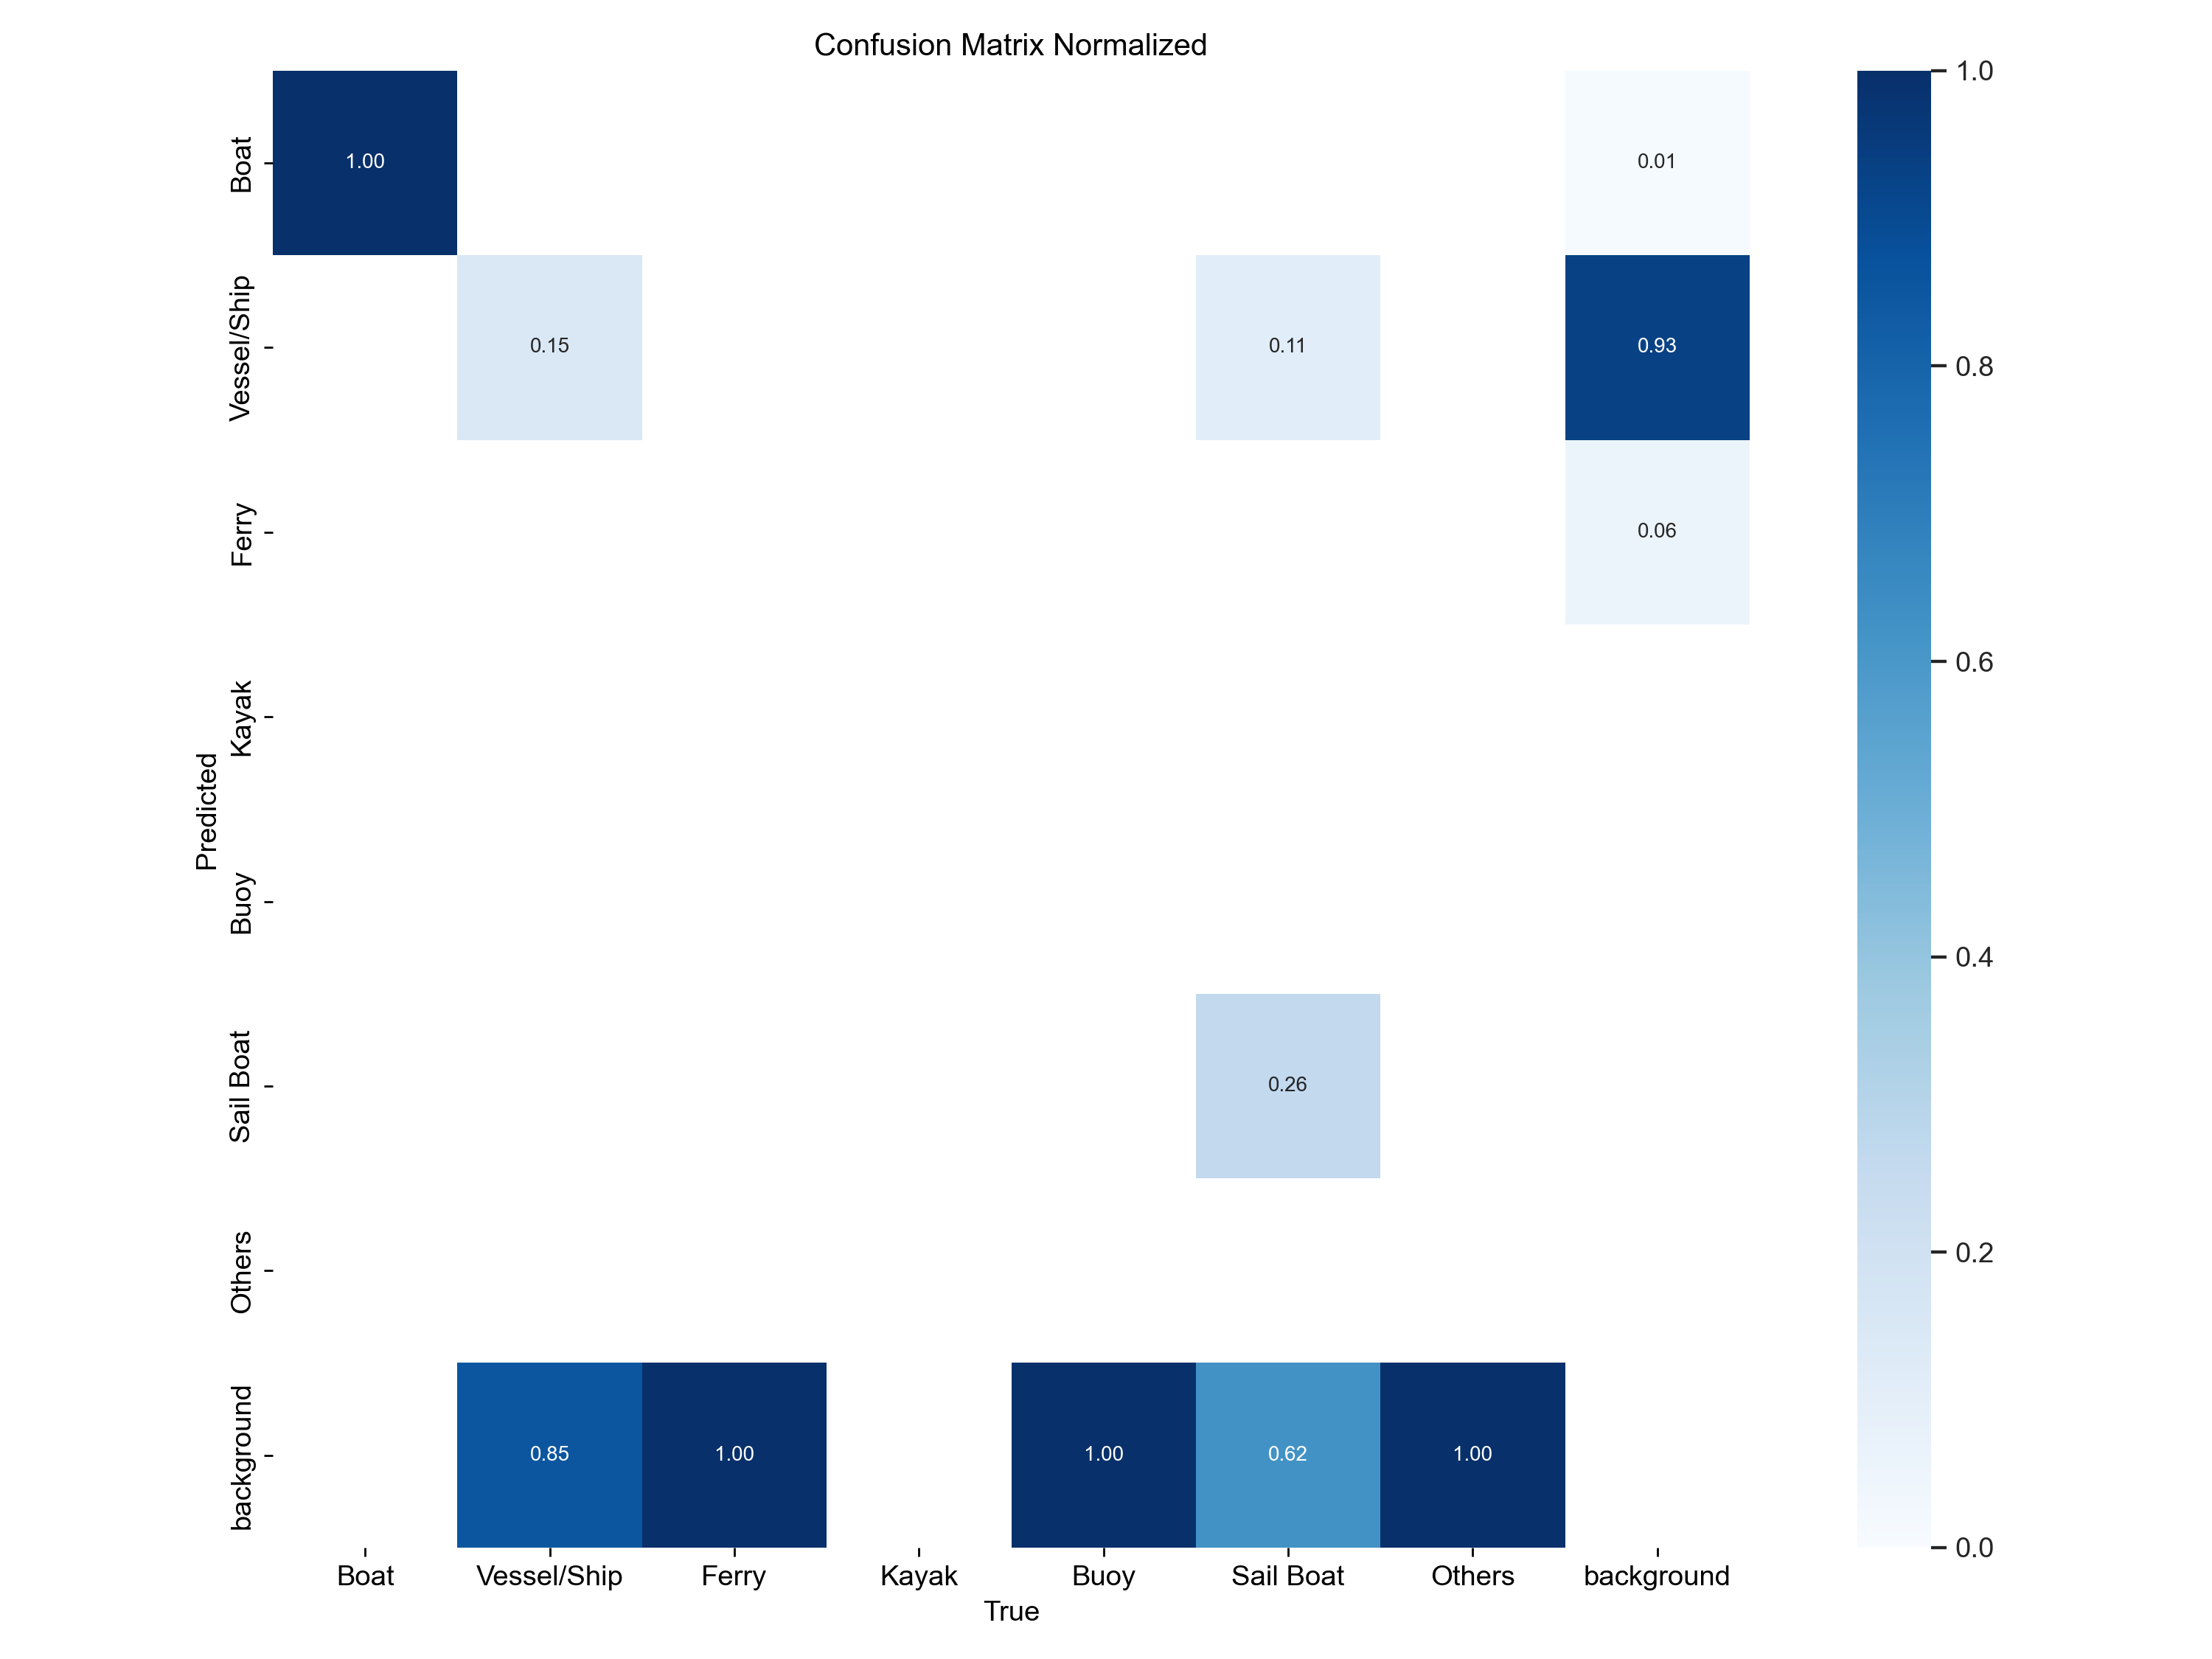 Confusion Matrix Normalized
Boat
1.00
0.01
1.0
Vessel/Ship
0.15
0.11
0.93
0.8
Ferry
0.06
0.6
Kayak
Predicted
Buoy
0.4
Sail Boat
0.26
Others
0.2
background
0.85
1.00
1.00
0.62
1.00
0.0
Boat Vessel/Ship Ferry Kayak Buoy Sail Boat Others background
True